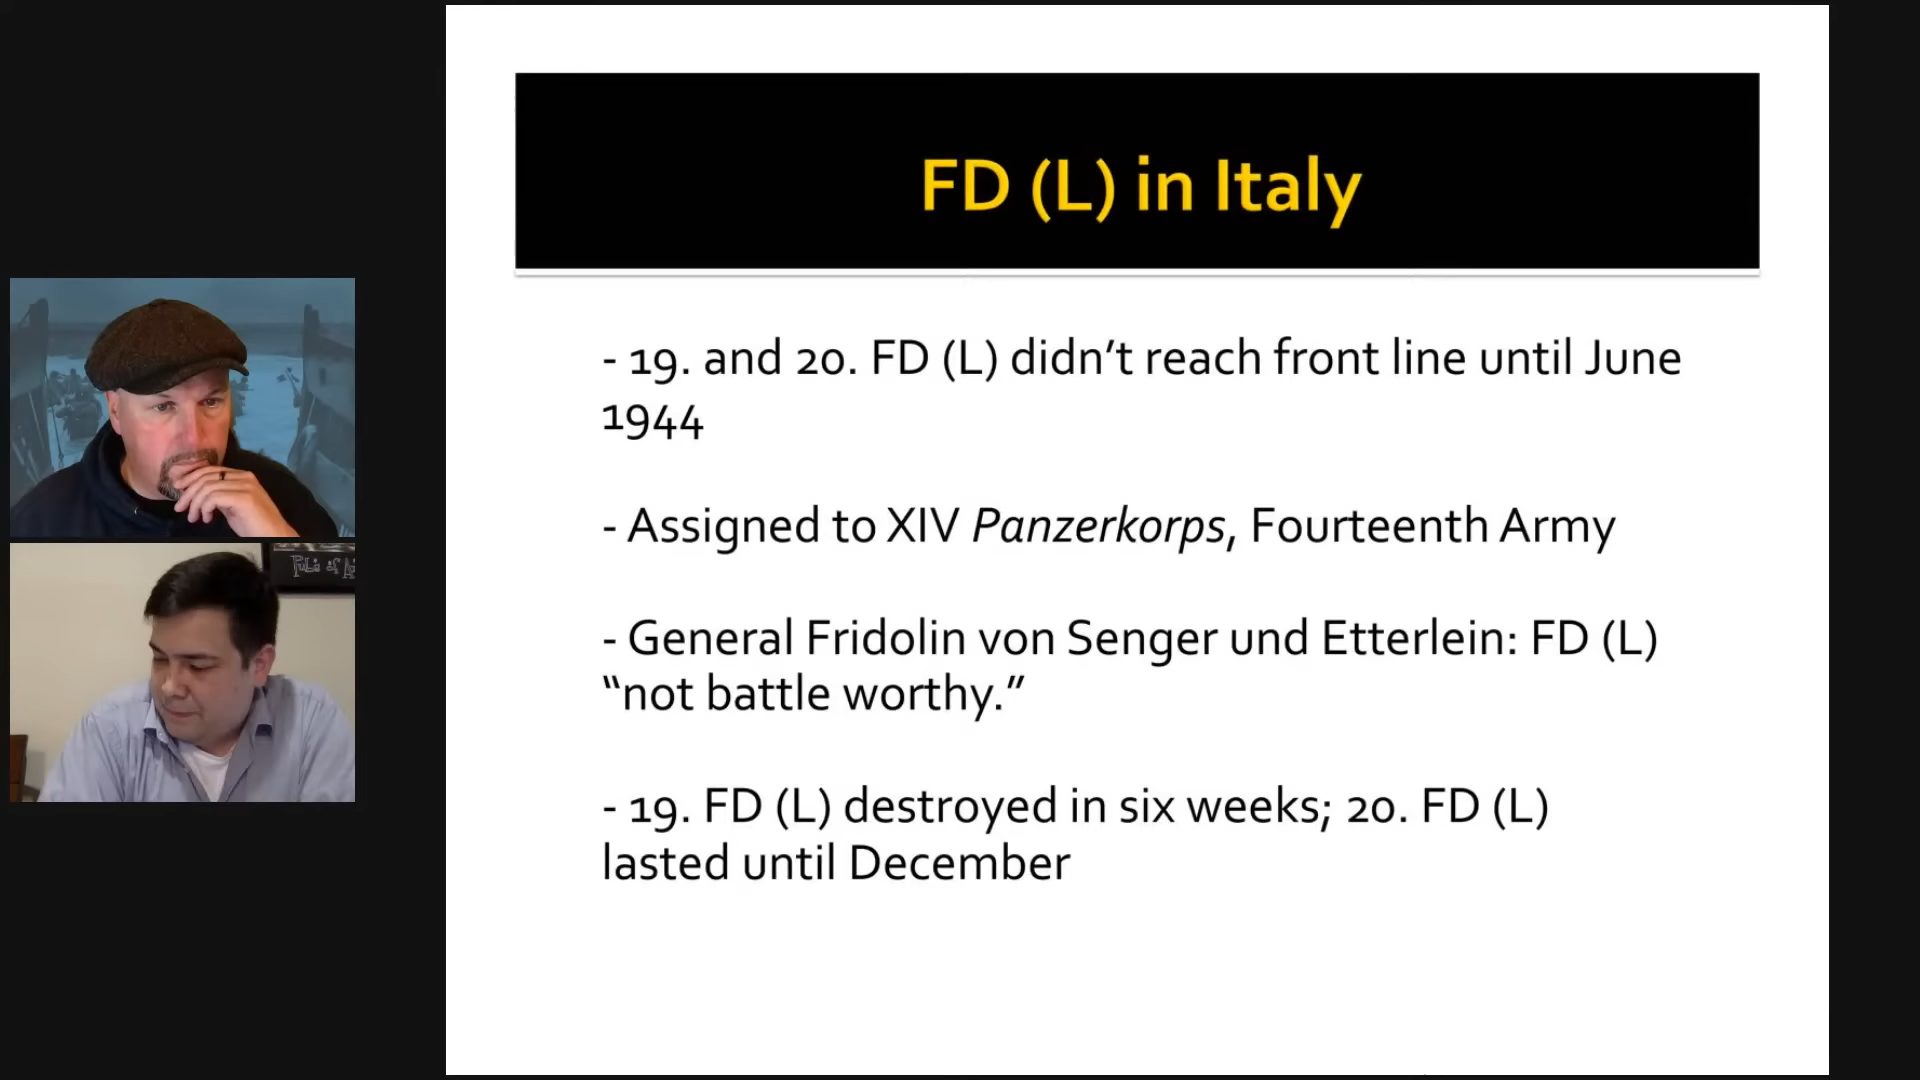 FD (L) in Italy
- 19. and 20. FD (L) didn’t reach front line until June
1944
- Assigned to XIV Panzerkorps, Fourteenth Army
- General Fridolin von Senger und Etterlein: FD (L)
“not battle worthy.”
- 19. FD (L) destroyed in six weeks; 20. FD (L)
lasted until December